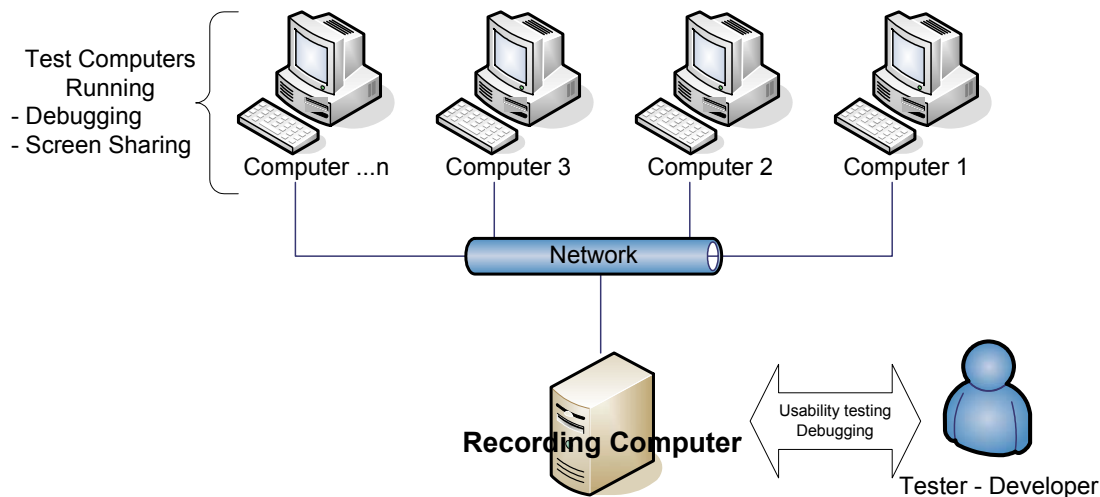 Test Computers
Running
- Debugging
- Screen Sharing
Computer ...n
Computer 3
Computer 2
Computer 1
Network
Recording Computer
Usability testing
Debugging
Tester - Developer